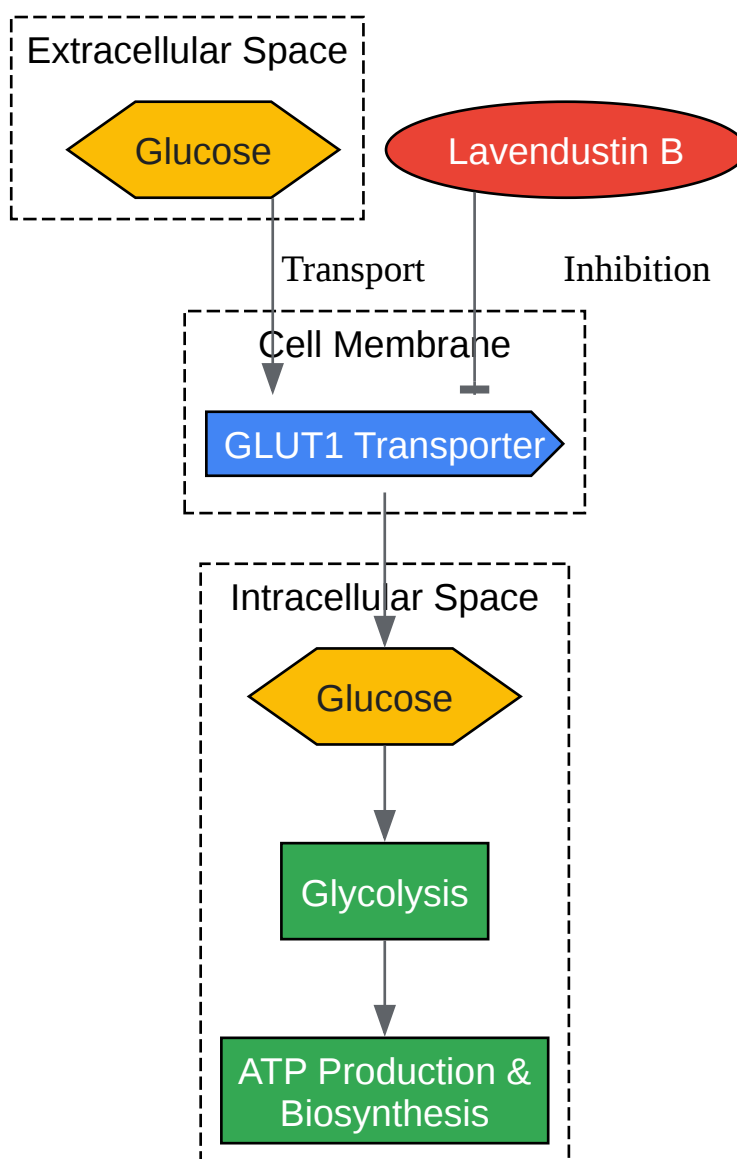 Extracellular Space
Glucose
Lavendustin B
Transport
Inhibition
Cell Membrane
GLUT1 Transporter
Intracellular Space
Glucose
Glycolysis
ATP Production &
Biosynthesis